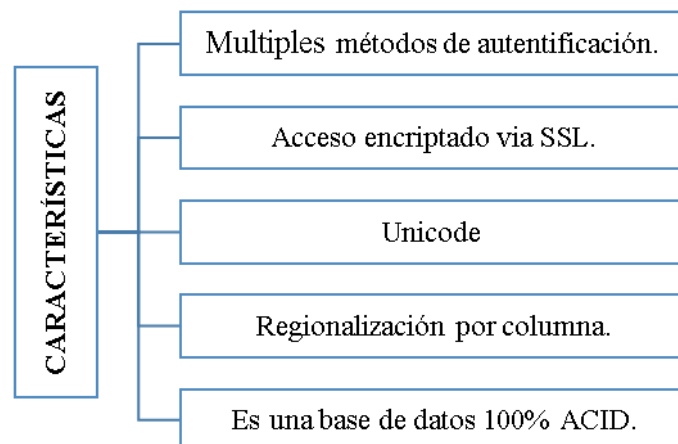 CARACTERÍSTICAS
Multiples métodos de autentificación.
Acceso encriptado via SSL.
Unicode
Regionalización por columna.
Es una base de datos 100% ACID.